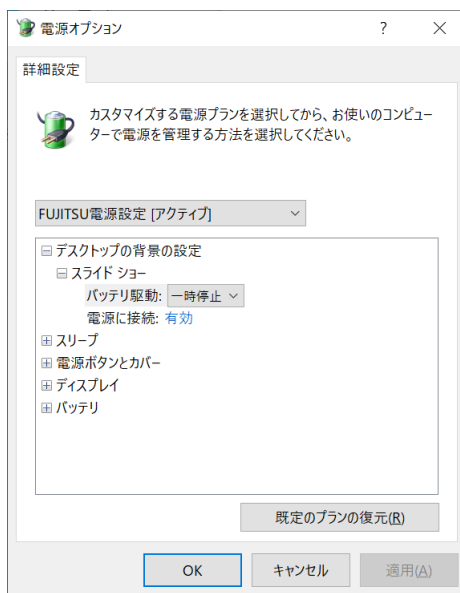 電源オプション
詳細設定
カスタマイズする電源プランを選択してから、お使いのコンピュー
ターで電源を管理する方法を選択してください。
FUJITSU電源設定 [アクティブ]
デスクトップの背景の設定
スライド ショー
バッテリ駆動: 一時停止
電源に接続: 有効
スリープ
電源ボタンとカバー
ディスプレイ
バッテリ
既定のプランの復元(R)
OK キャンセル 適用(A)